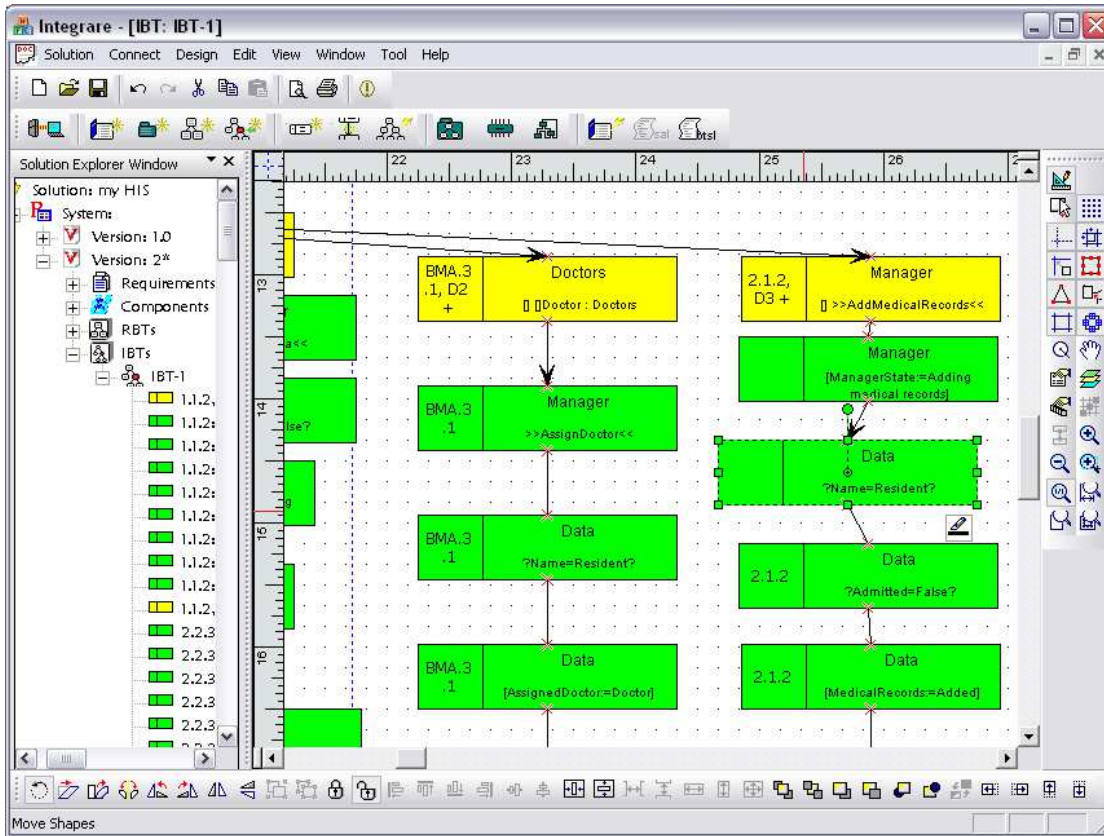 Integrare - [IBT: IBT-1]
Solution Connect Design Edit View Window Tool Help
sal btsl
Solution Explorer Window
Solution: my HIS
System:
Version: 1.0
Version: 2*
Requirements
Components
RBTs
IBTs
IBT-1
1.1.2,
1.1.2:
1.1.2:
1.1.2:
1.1.2:
1.1.2:
1.1.2:
1.1.2:
1.1.2:
1.1.2,
2.2.3
2.2.3
2.2.3
2.2.3
2.2.3
22 23 24 25 26
13
14
15
16
a<<
lse?
g
BMA.3
.1, D2
+
Doctors
[] []Doctor : Doctors
BMA.3
.1
Manager
>>AssignDoctor<<
BMA.3
.1
Data
?Name=Resident?
BMA.3
.1
Data
[AssignedDoctor:=Doctor]
2.1.2,
D3 +
Manager
[] >>AddMedicalRecords<<
Manager
[ManagerState:=Adding
medical records]
Data
?Name=Resident?
2.1.2
Data
?Admitted=False?
2.1.2
Data
[MedicalRecords:=Added]
Move Shapes